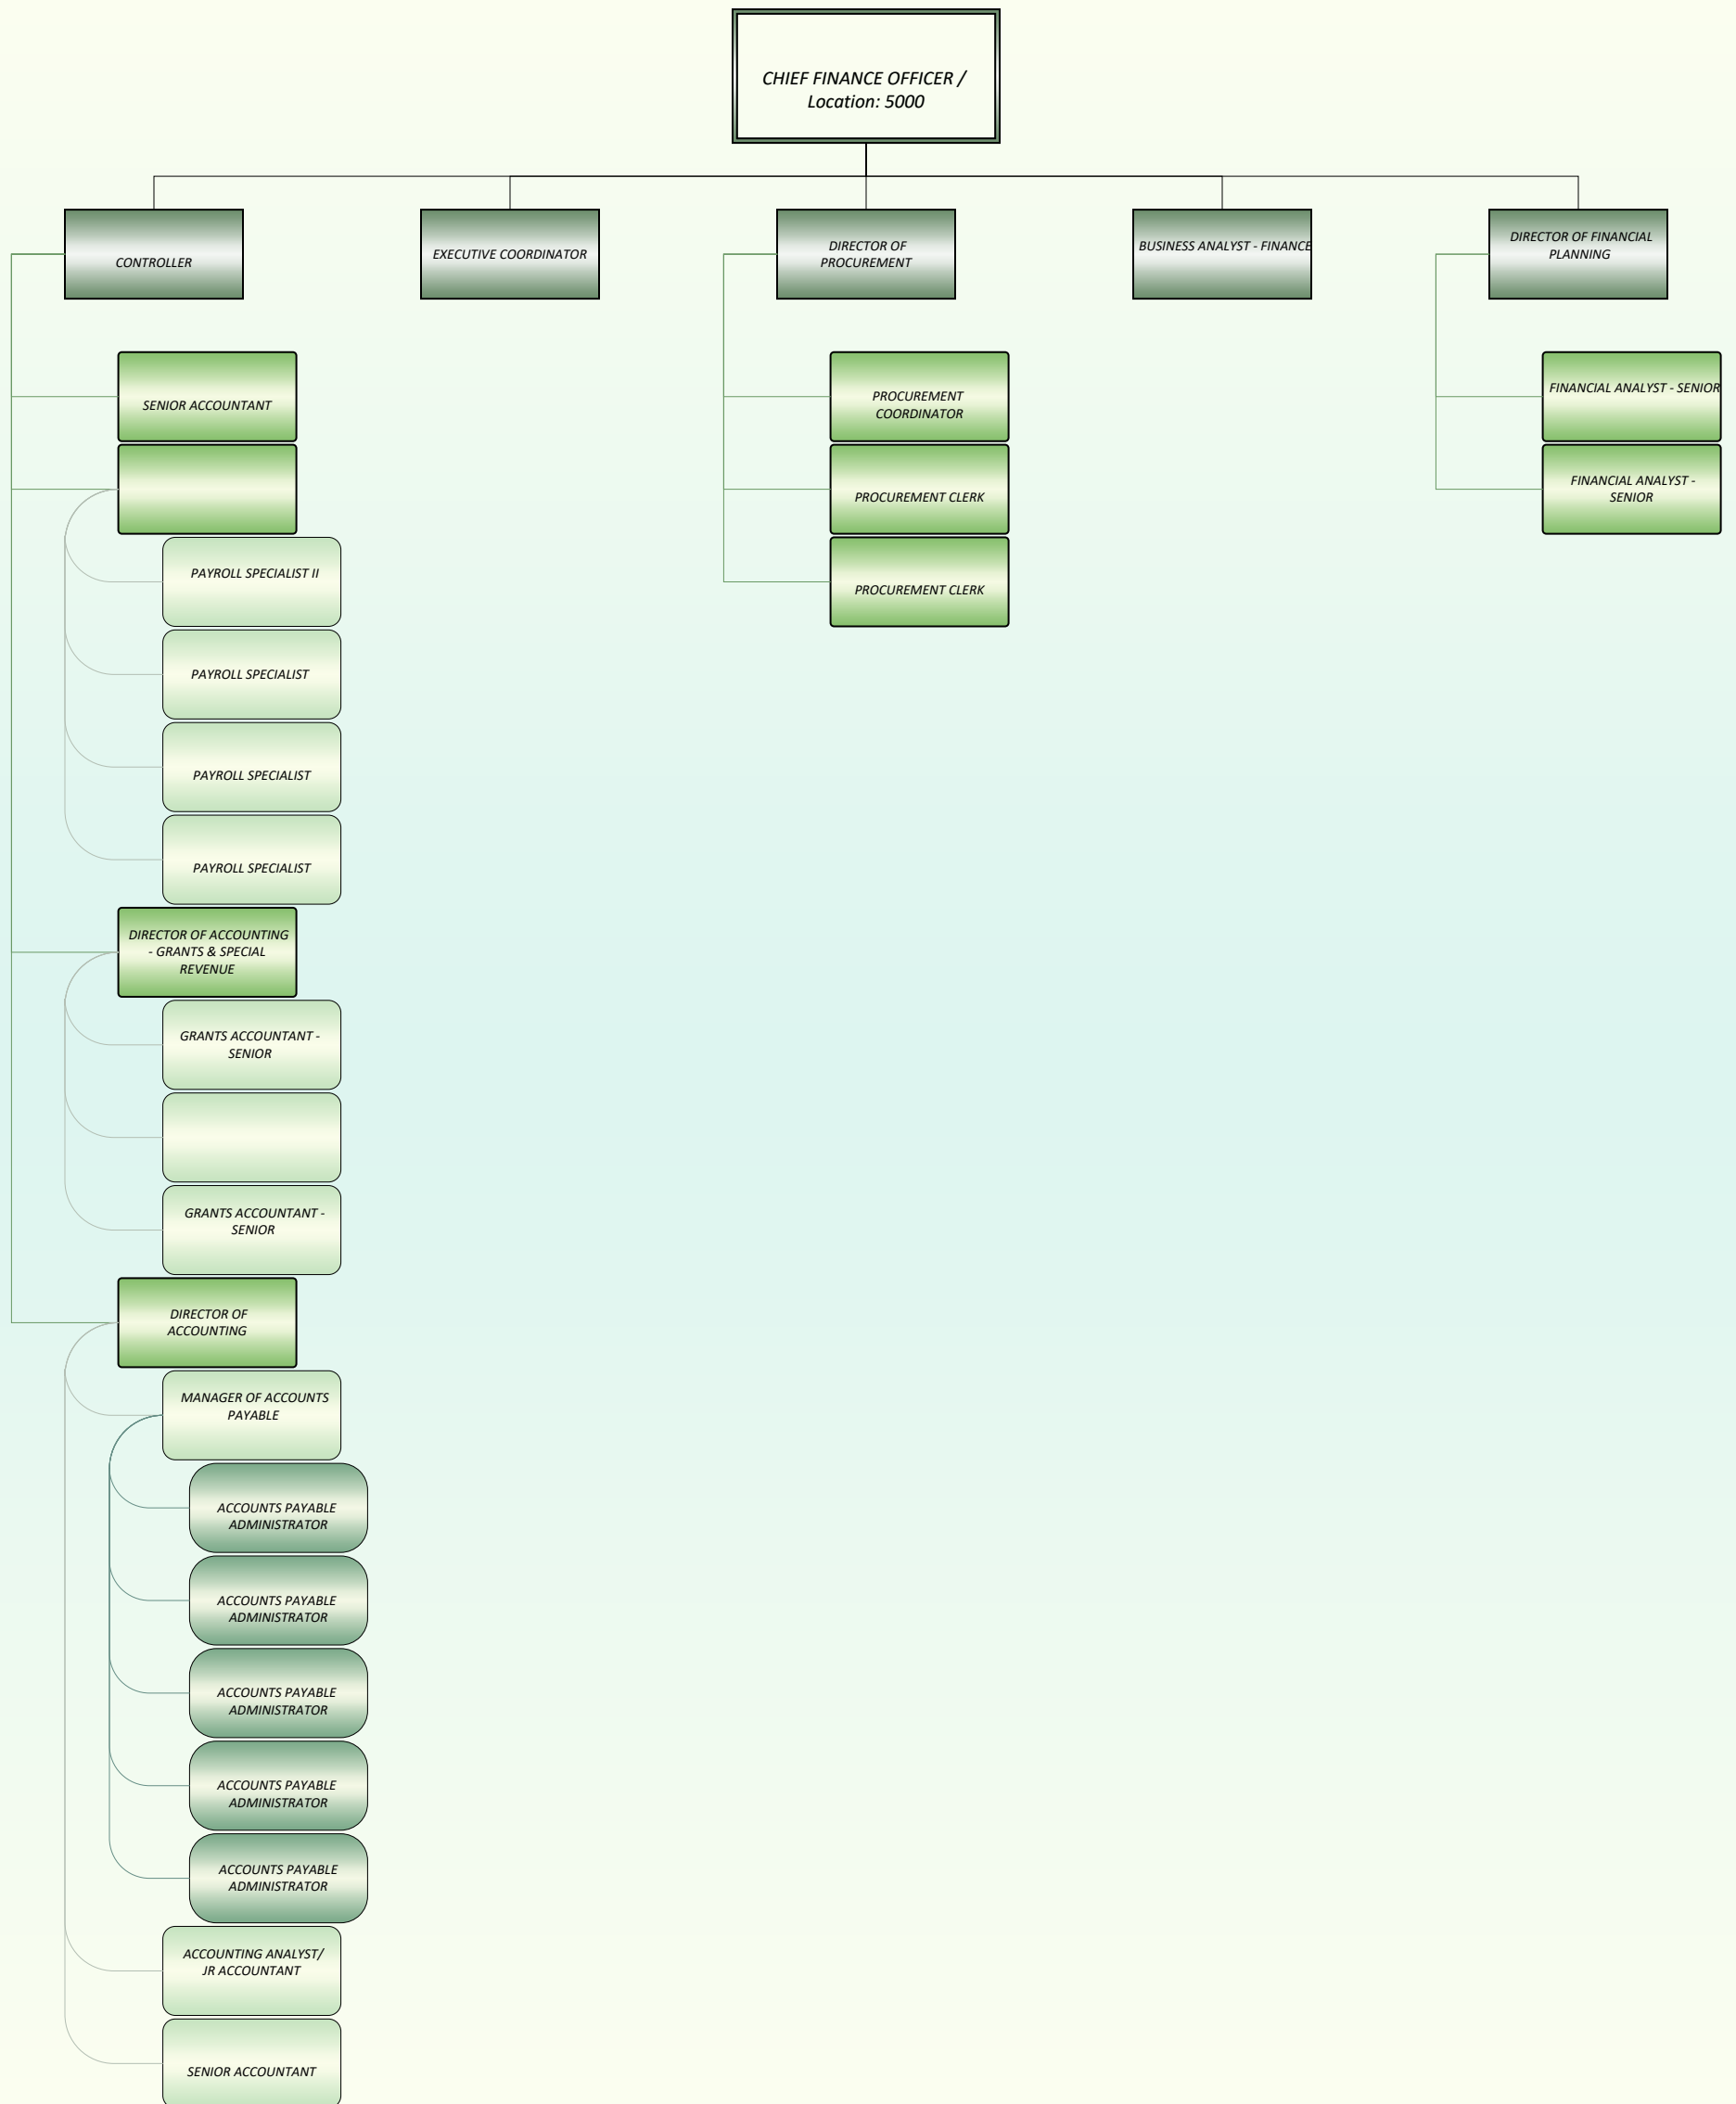 CHIEF FINANCE OFFICER /
Location: 5000
CONTROLLER
EXECUTIVE COORDINATOR
DIRECTOR OF
PROCUREMENT
BUSINESS ANALYST - FINANCE
DIRECTOR OF FINANCIAL
PLANNING
SENIOR ACCOUNTANT
PAYROLL SPECIALIST II
PAYROLL SPECIALIST
PAYROLL SPECIALIST
PAYROLL SPECIALIST
DIRECTOR OF ACCOUNTING
- GRANTS & SPECIAL
REVENUE
GRANTS ACCOUNTANT -
SENIOR
GRANTS ACCOUNTANT -
SENIOR
DIRECTOR OF
ACCOUNTING
MANAGER OF ACCOUNTS
PAYABLE
ACCOUNTS PAYABLE
ADMINISTRATOR
ACCOUNTS PAYABLE
ADMINISTRATOR
ACCOUNTS PAYABLE
ADMINISTRATOR
ACCOUNTS PAYABLE
ADMINISTRATOR
ACCOUNTS PAYABLE
ADMINISTRATOR
ACCOUNTING ANALYST/
JR ACCOUNTANT
SENIOR ACCOUNTANT
PROCUREMENT
COORDINATOR
PROCUREMENT CLERK
PROCUREMENT CLERK
FINANCIAL ANALYST - SENIOR
FINANCIAL ANALYST -
SENIOR